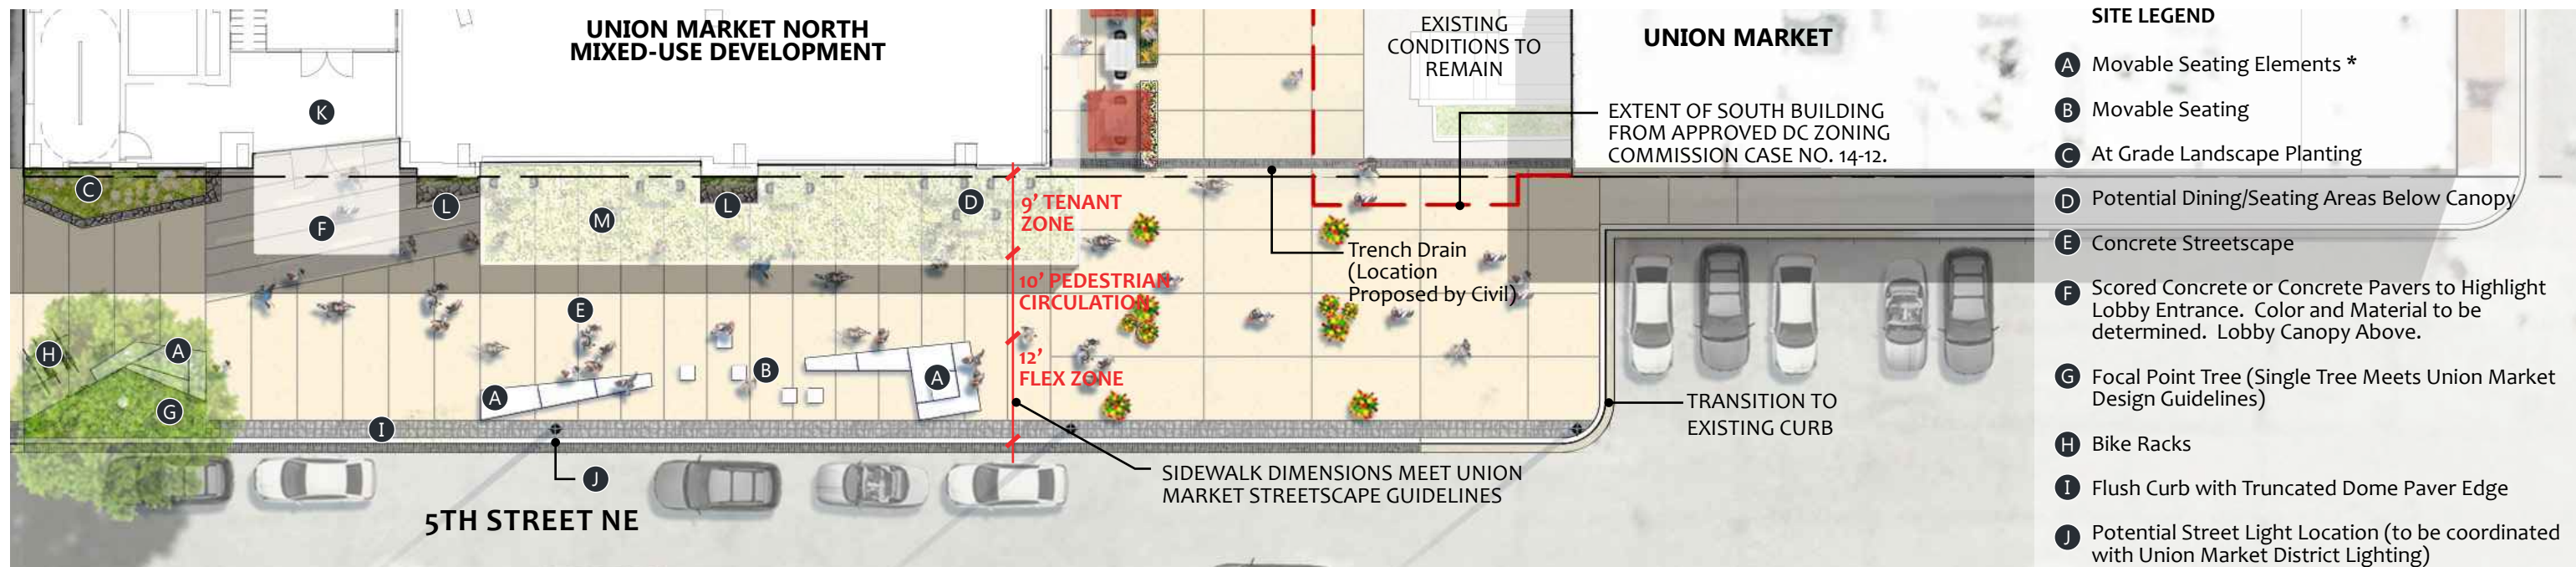 UNION MARKET NORTH
MIXED-USE DEVELOPMENT
EXISTING
CONDITIONS TO
REMAIN
UNION MARKET
EXTENT OF SOUTH BUILDING
FROM APPROVED DC ZONING
COMMISSION CASE NO. 14-12.
K
C
L
L
D
M
F
9' TENANT
ZONE
Trench Drain
(Location
Proposed by Civil)
10' PEDESTRIAN
CIRCULATION
E
H
A
G
A
B
A
12'
FLEX ZONE
I
J
TRANSITION TO
EXISTING CURB
SIDEWALK DIMENSIONS MEET UNION
MARKET STREETSCAPE GUIDELINES
5TH STREET NE
SITE LEGEND
A Movable Seating Elements *
B Movable Seating
C At Grade Landscape Planting
D Potential Dining/Seating Areas Below Canopy
E Concrete Streetscape
F Scored Concrete or Concrete Pavers to Highlight
Lobby Entrance. Color and Material to be
determined. Lobby Canopy Above.
G Focal Point Tree (Single Tree Meets Union Market
Design Guidelines)
H Bike Racks
I Flush Curb with Truncated Dome Paver Edge
J Potential Street Light Location (to be coordinated
with Union Market District Lighting)